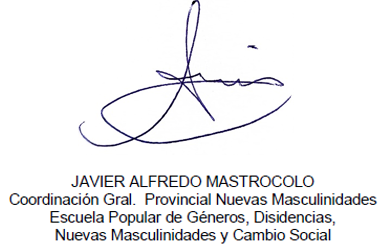 JAVIER ALFREDO MASTROCOLO
Coordinación Gral.  Provincial Nuevas Masculinidades
Escuela Popular de Géneros, Disidencias,
Nuevas Masculinidades y Cambio Social